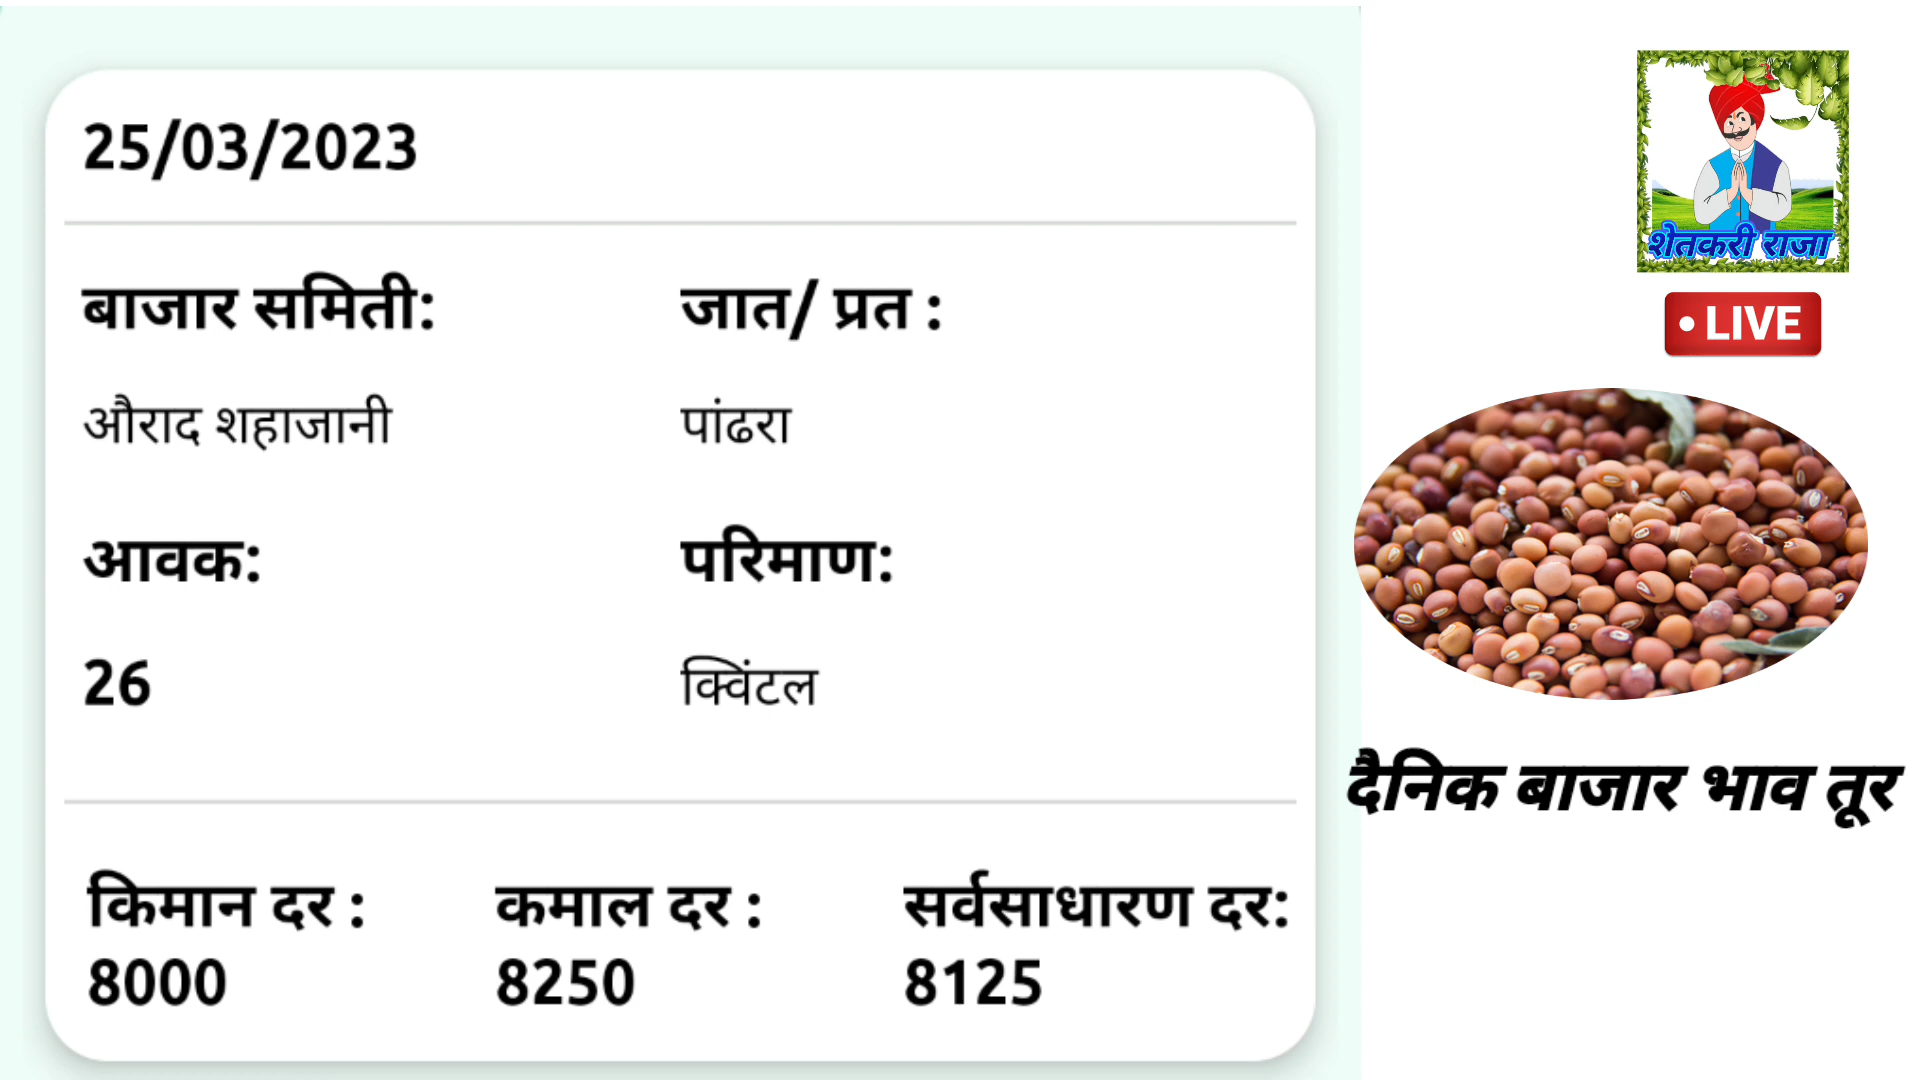 25/03/2023
बाजार समिती:
जात/ प्रत :
औराद शहाजानी
पांढरा
आवक:
परिमाण:
26
क्विंटल
किमान दर :
कमाल दर :
सर्वसाधारण दर:
8000
8250
8125
शेतकरी राजा
• LIVE
दैनिक बाजार भाव तूर